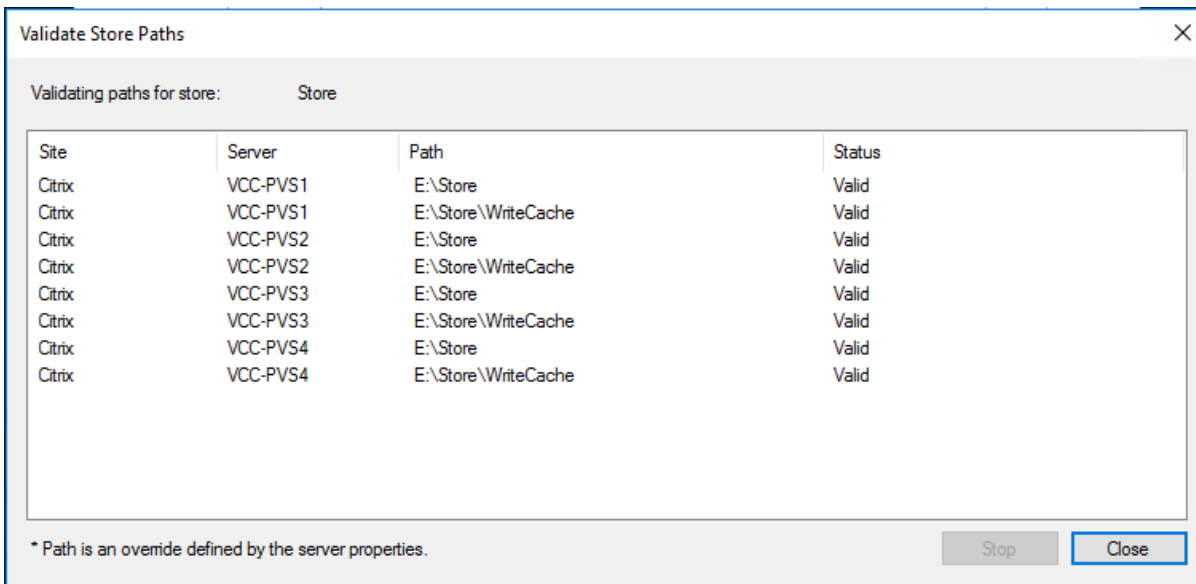 Validate Store Paths
Validating paths for store: Store
Site Server Path Status
Citrix VCC-PVS1 E:\Store Valid
Citrix VCC-PVS1 E:\Store\WriteCache Valid
Citrix VCC-PVS2 E:\Store Valid
Citrix VCC-PVS2 E:\Store\WriteCache Valid
Citrix VCC-PVS3 E:\Store Valid
Citrix VCC-PVS3 E:\Store\WriteCache Valid
Citrix VCC-PVS4 E:\Store Valid
Citrix VCC-PVS4 E:\Store\WriteCache Valid
* Path is an override defined by the server properties. Stop Close